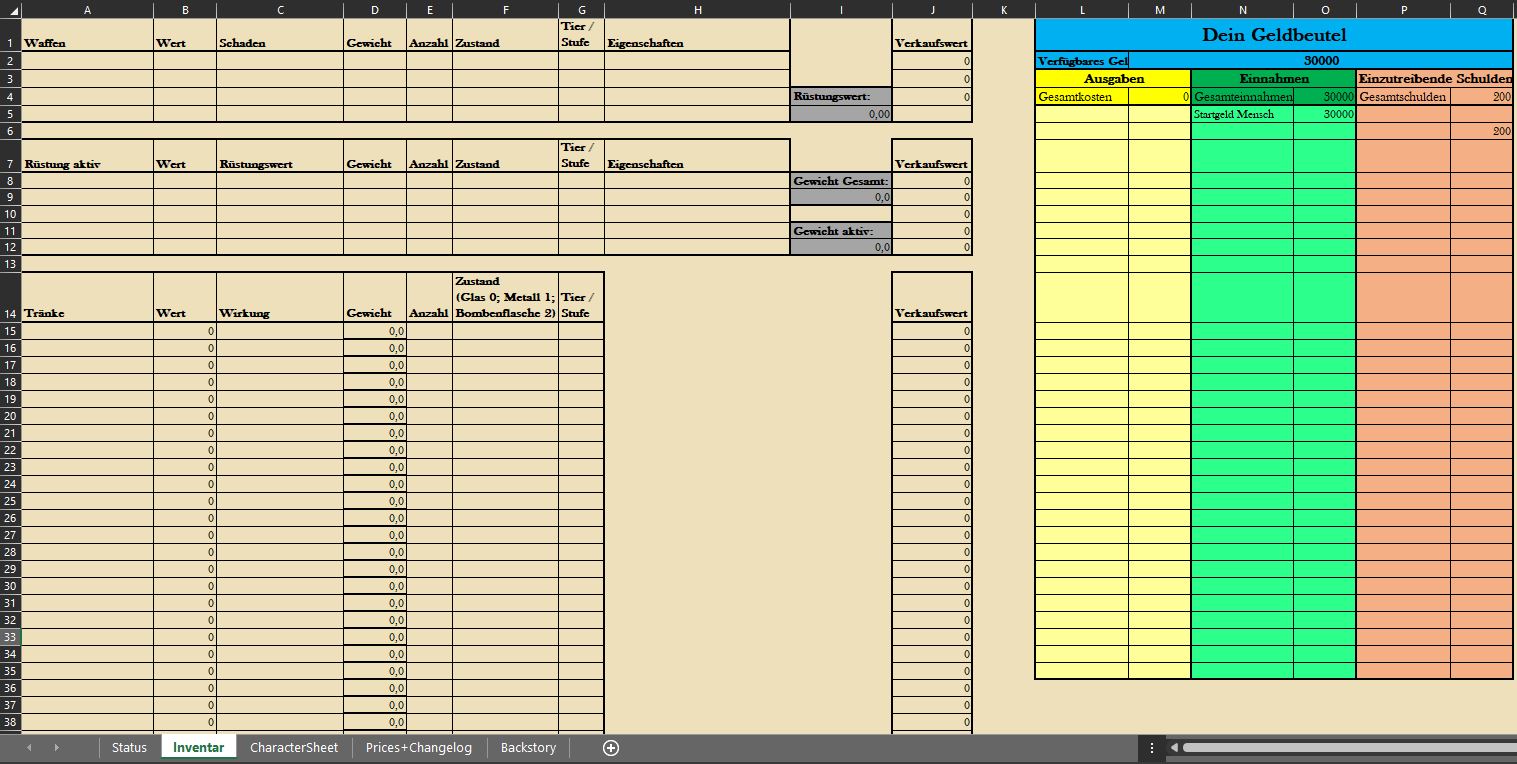 A B C D E F G H I J K L M N O P Q
1 Waffen Wert Schaden Gewicht Anzahl Zustand Tier / Stufe Eigenschaften Verkaufswert Dein Geldbeutel
2 0 Verfügbares Gel 30000
3 0 Ausgaben Einnahmen Einzutreibende Schulden
4 Rüstungswert: 0 Gesamtkosten 0 Gesamteinnahmen 30000 Gesamtschulden 200
5 0,00 Startgeld Mensch 30000
6 200
7 Rüstung aktiv Wert Rüstungswert Gewicht Anzahl Zustand Tier / Stufe Eigenschaften Verkaufswert
8 Gewicht Gesamt: 0
9 0,0 0
10 0
11 Gewicht aktiv: 0
12 0,0 0
13
14 Tränke Wert Wirkung Gewicht Anzahl Zustand (Glas 0; Metall 1; Bombenflasche 2) Tier / Stufe Verkaufswert
15 0 0,0 0
16 0 0,0 0
17 0 0,0 0
18 0 0,0 0
19 0 0,0 0
20 0 0,0 0
21 0 0,0 0
22 0 0,0 0
23 0 0,0 0
24 0 0,0 0
25 0 0,0 0
26 0 0,0 0
27 0 0,0 0
28 0 0,0 0
29 0 0,0 0
30 0 0,0 0
31 0 0,0 0
32 0 0,0 0
33 0 0,0 0
34 0 0,0 0
35 0 0,0 0
36 0 0,0 0
37 0 0,0 0
38 0 0,0 0
Status Inventar CharacterSheet Prices+Changelog Backstory